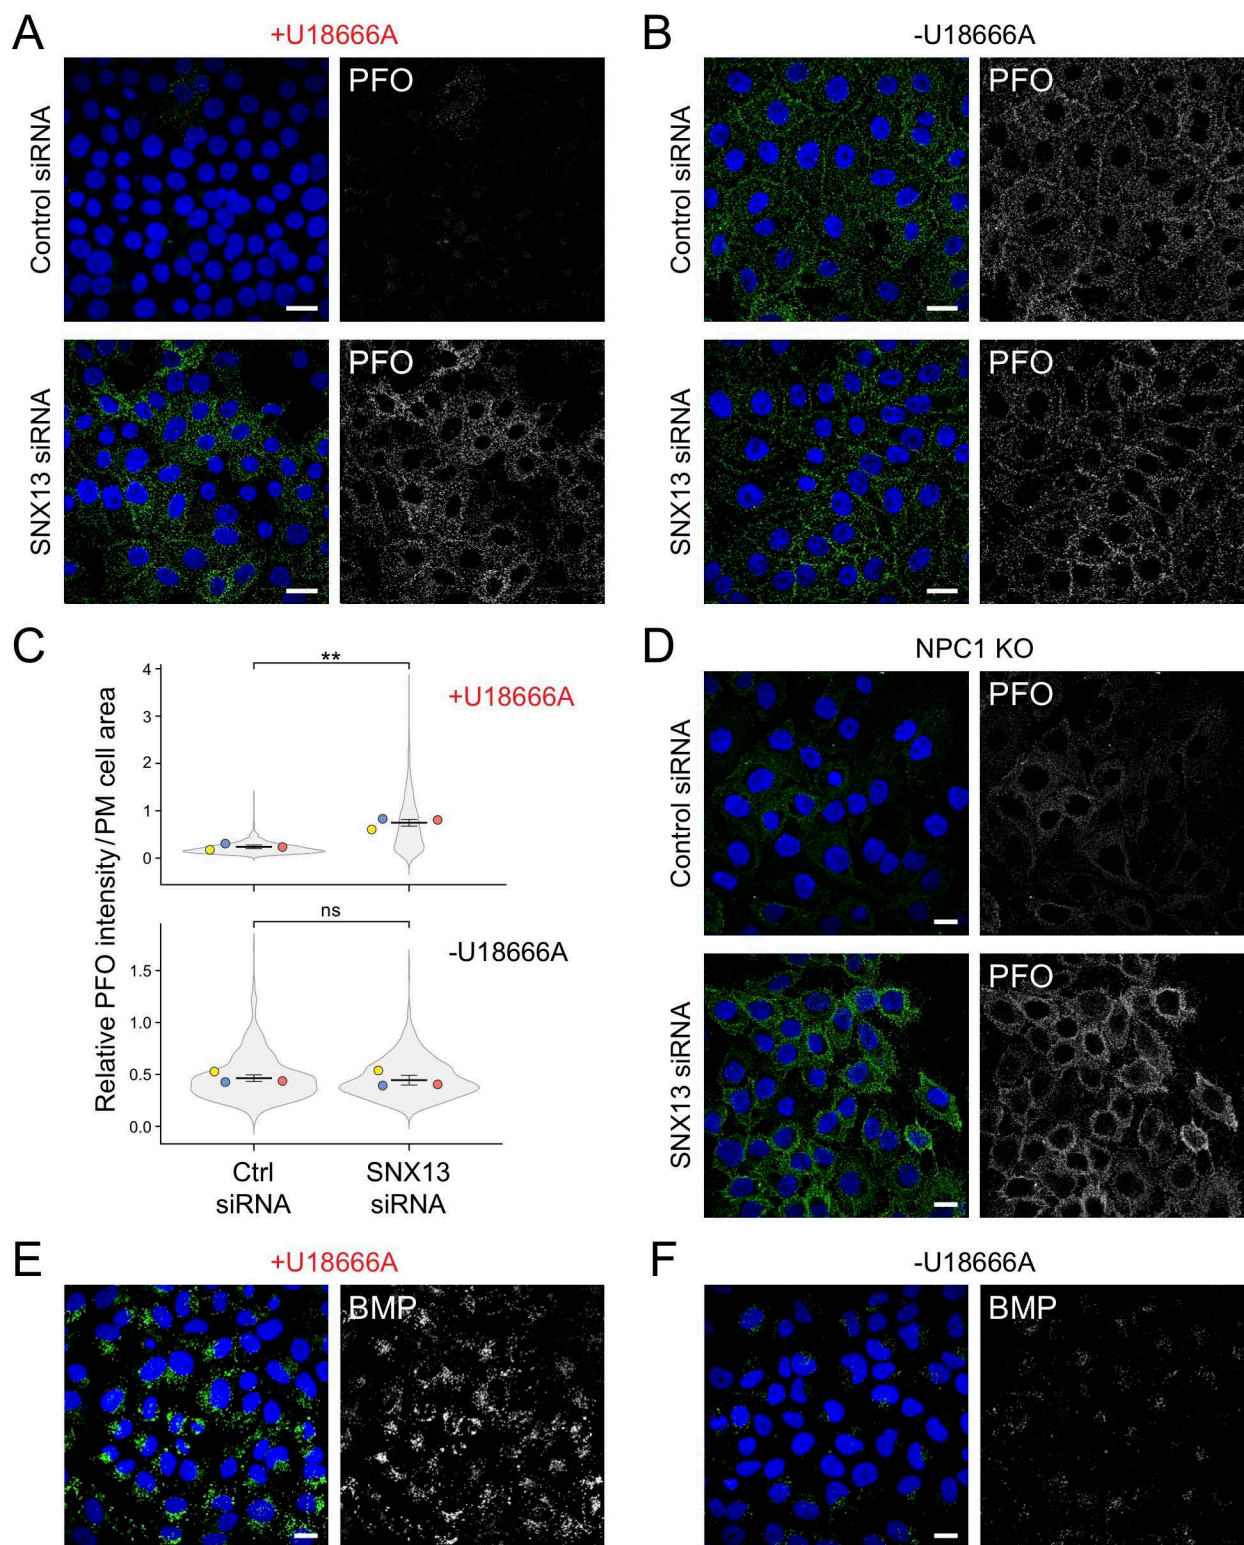 A
+U18666A
Control siRNA
PFO
SNX13 siRNA
PFO
B
-U18666A
Control siRNA
PFO
SNX13 siRNA
PFO
C
Relative PFO intensity/PM cell area
**
+U18666A
4
3
2
1
0
ns
-U18666A
1.5
1.0
0.5
0.0
Ctrl
siRNA
SNX13
siRNA
D
NPC1 KO
Control siRNA
PFO
SNX13 siRNA
PFO
E
+U18666A
BMP
F
-U18666A
BMP